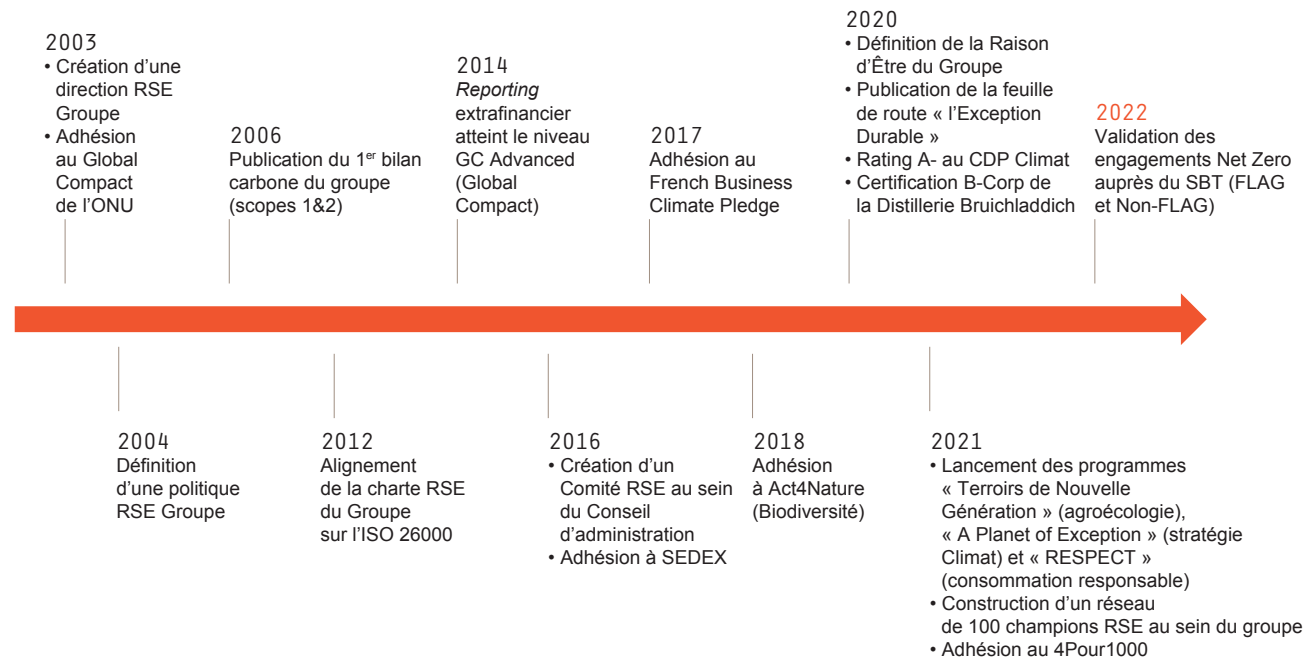 2003
• Création d'une
direction RSE
Groupe
• Adhésion
au Global
Compact
de l'ONU
2004
Définition
d'une politique
RSE Groupe
2006
Publication du 1er bilan
carbone du groupe
(scopes 1&2)
2012
Alignement
de la charte RSE
du Groupe
sur l'ISO 26000
2014
Reporting
extrafinancier
atteint le niveau
GC Advanced
(Global
Compact)
2016
• Création d'un
Comité RSE au sein
du Conseil
d'administration
• Adhésion à SEDEX
2017
Adhésion au
French Business
Climate Pledge
2018
Adhésion
à Act4Nature
(Biodiversité)
2020
• Définition de la Raison
d'Être du Groupe
• Publication de la feuille
de route « l'Exception
Durable »
• Rating A- au CDP Climat
• Certification B-Corp de
la Distillerie Bruichladdich
2021
• Lancement des programmes
« Terroirs de Nouvelle
Génération » (agroécologie),
« A Planet of Exception » (stratégie
Climat) et « RESPECT »
(consommation responsable)
• Construction d'un réseau
de 100 champions RSE au sein du groupe
• Adhésion au 4Pour1000
2022
Validation des
engagements Net Zero
auprès du SBT (FLAG
et Non-FLAG)